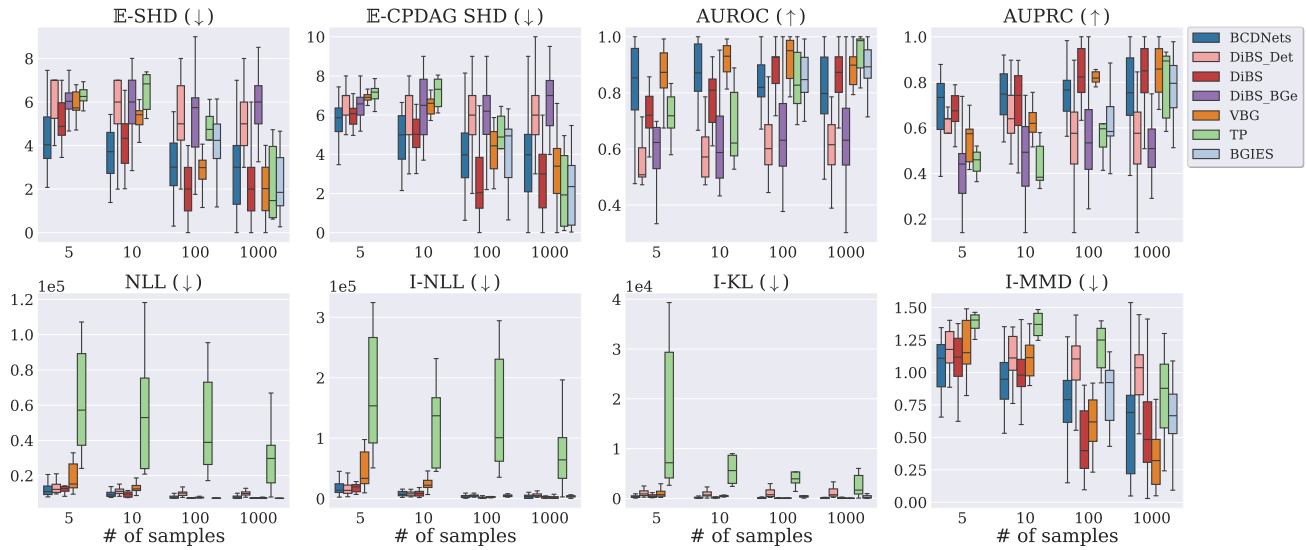 𝔼-SHD (↓)
𝔼-CPDAG SHD (↓)
AUROC (↑)
AUPRC (↑)
8
6
4
2
0
5 10 100 1000
10
8
6
4
2
0
5 10 100 1000
1.0
0.8
0.6
0.4
5 10 100 1000
1.0
0.8
0.6
0.4
0.2
5 10 100 1000
BCDNets
DiBS_Det
DiBS
DiBS_BGe
VBG
TP
BGIES
NLL (↓)
I-NLL (↓)
I-KL (↓)
I-MMD (↓)
1e5
1.2
1.0
0.8
0.6
0.4
0.2
5 10 100 1000
# of samples
1e5
3
2
1
0
5 10 100 1000
# of samples
1e4
4
3
2
1
0
5 10 100 1000
# of samples
1.50
1.25
1.00
0.75
0.50
0.25
0.00
5 10 100 1000
# of samples